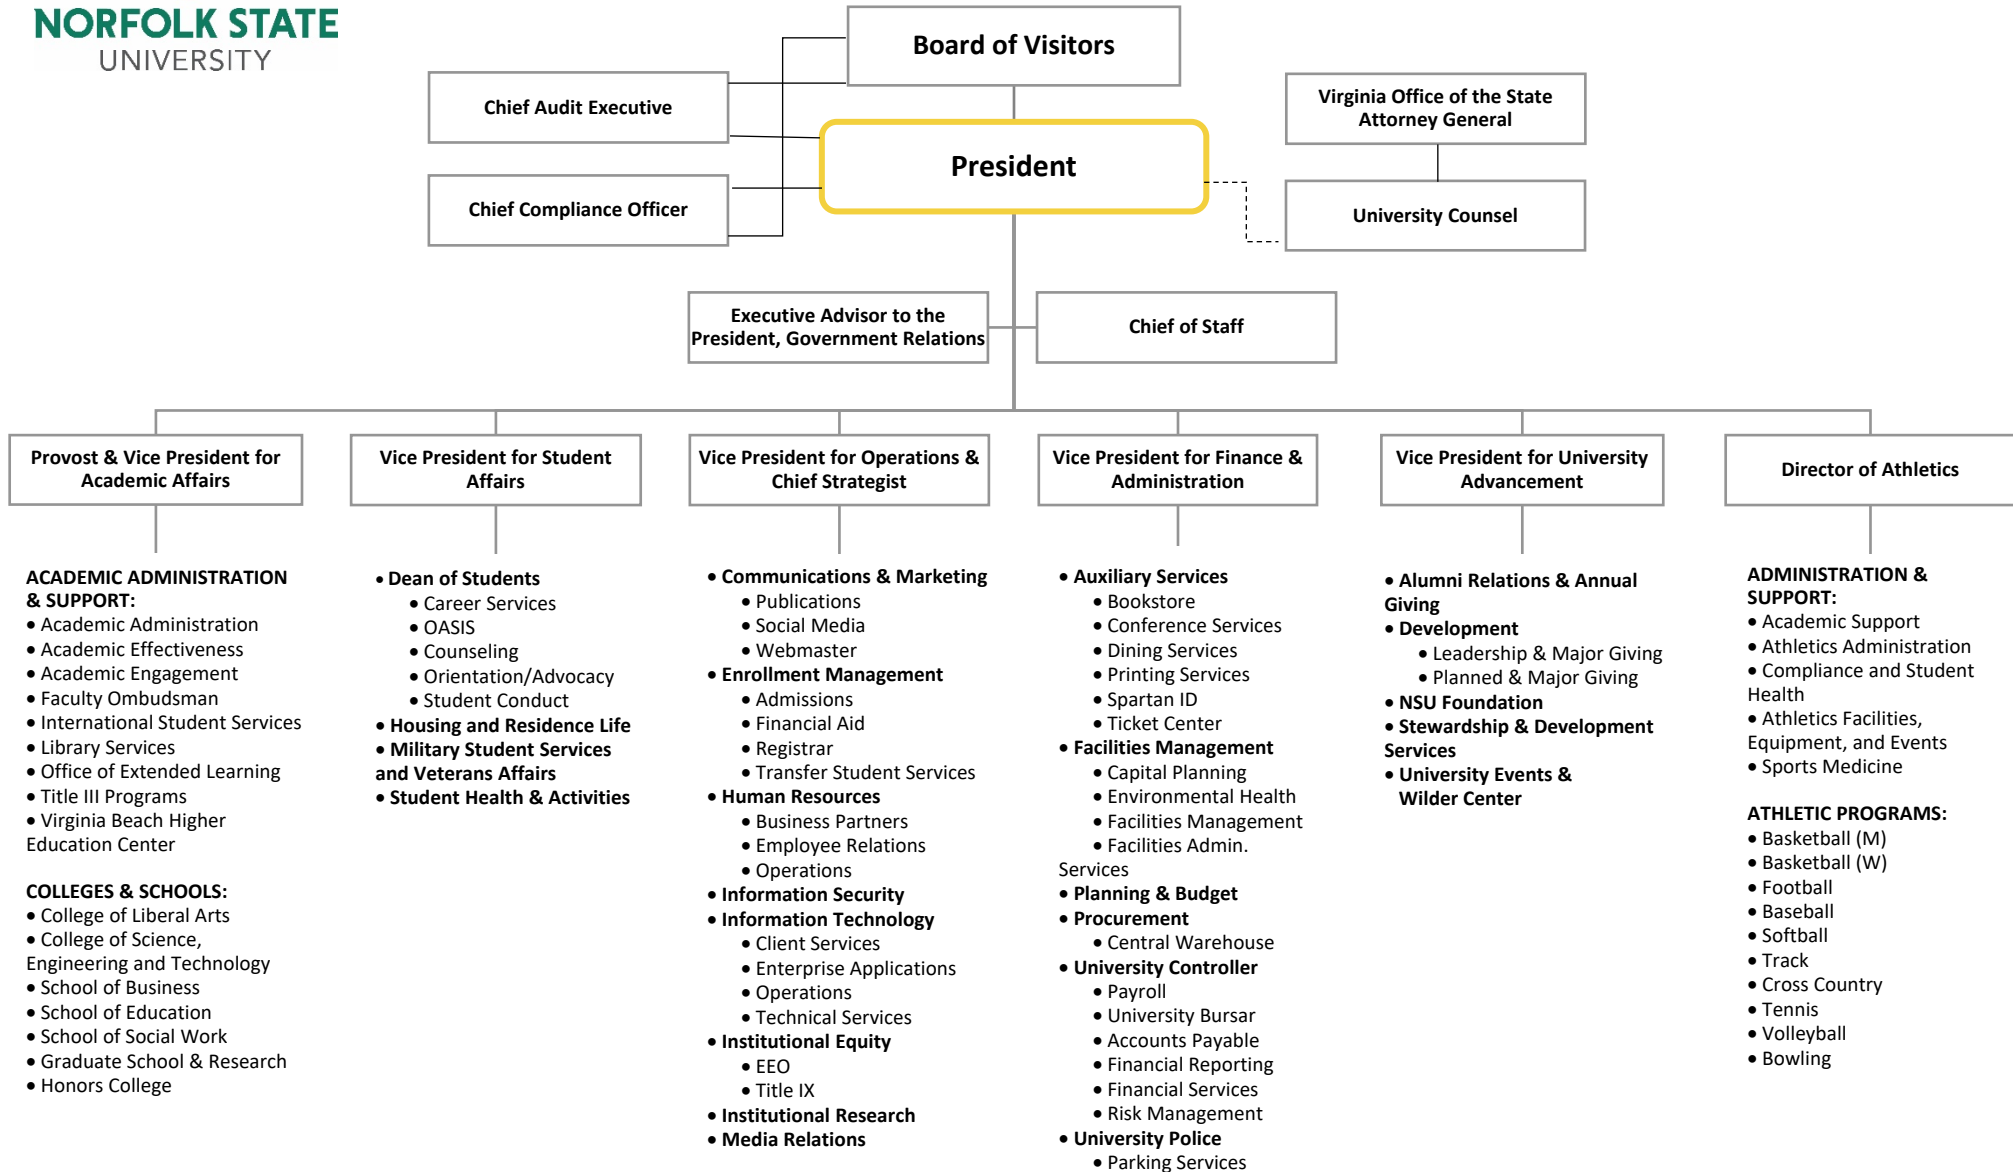 NORFOLK STATE
UNIVERSITY
Board of Visitors
Chief Audit Executive
Virginia Office of the State
Attorney General
President
Chief Compliance Officer
University Counsel
Executive Advisor to the
President, Government Relations
Chief of Staff
Provost & Vice President for
Academic Affairs
Vice President for Student
Affairs
Vice President for Operations &
Chief Strategist
Vice President for Finance &
Administration
Vice President for University
Advancement
Director of Athletics
ACADEMIC ADMINISTRATION
& SUPPORT:
• Academic Administration
• Academic Effectiveness
• Academic Engagement
• Faculty Ombudsman
• International Student Services
• Library Services
• Office of Extended Learning
• Title III Programs
• Virginia Beach Higher
Education Center
COLLEGES & SCHOOLS:
• College of Liberal Arts
• College of Science,
Engineering and Technology
• School of Business
• School of Education
• School of Social Work
• Graduate School & Research
• Honors College
• Dean of Students
• Career Services
• OASIS
• Counseling
• Orientation/Advocacy
• Student Conduct
• Housing and Residence Life
• Military Student Services
and Veterans Affairs
• Student Health & Activities
• Communications & Marketing
• Publications
• Social Media
• Webmaster
• Enrollment Management
• Admissions
• Financial Aid
• Registrar
• Transfer Student Services
• Human Resources
• Business Partners
• Employee Relations
• Operations
• Information Security
• Information Technology
• Client Services
• Enterprise Applications
• Operations
• Technical Services
• Institutional Equity
• EEO
• Title IX
• Institutional Research
• Media Relations
• Auxiliary Services
• Bookstore
• Conference Services
• Dining Services
• Printing Services
• Spartan ID
• Ticket Center
• Facilities Management
• Capital Planning
• Environmental Health
• Facilities Management
• Facilities Admin.
Services
• Planning & Budget
• Procurement
• Central Warehouse
• University Controller
• Payroll
• University Bursar
• Accounts Payable
• Financial Reporting
• Financial Services
• Risk Management
• University Police
• Parking Services
• Alumni Relations & Annual
Giving
• Development
• Leadership & Major Giving
• Planned & Major Giving
• NSU Foundation
• Stewardship & Development
Services
• University Events &
Wilder Center
ADMINISTRATION &
SUPPORT:
• Academic Support
• Athletics Administration
• Compliance and Student
Health
• Athletics Facilities,
Equipment, and Events
• Sports Medicine
ATHLETIC PROGRAMS:
• Basketball (M)
• Basketball (W)
• Football
• Baseball
• Softball
• Track
• Cross Country
• Tennis
• Volleyball
• Bowling